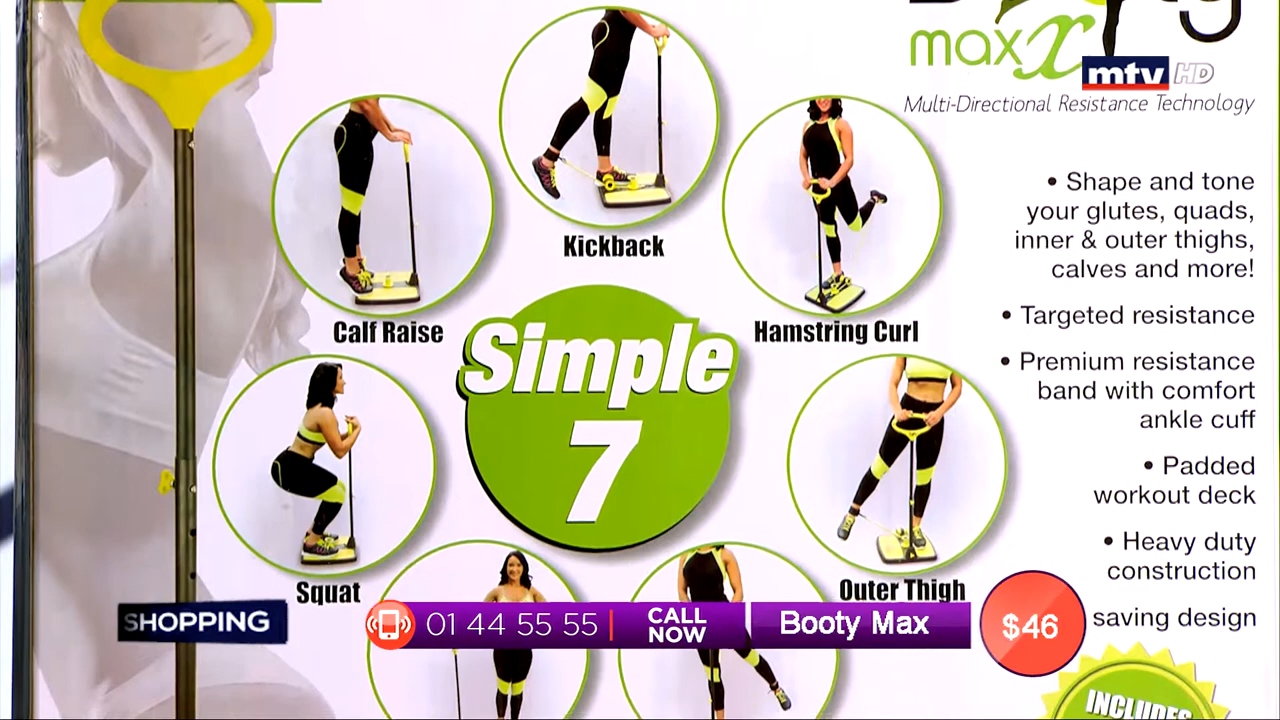 maxx
mtv HD
Multi-Directional Resistance Technology
Kickback
Calf Raise
Hamstring Curl
Simple
7
Squat
Outer Thigh
• Shape and tone
your glutes, quads,
inner & outer thighs,
calves and more!
• Targeted resistance
• Premium resistance
band with comfort
ankle cuff
• Padded
workout deck
• Heavy duty
construction
saving design
SHOPPING
01 44 55 55
CALL
NOW
Booty Max
$46
INCLUDES